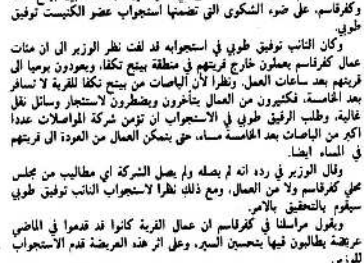 وكفرقاسم، على ضوء الشكوى التي تضمنها استجواب عضو الكنيست توفيق
طوبي.
وكان النائب توفيق طوبي في استجوابه قد لفت نظر الوزير الى ان مئات
عمال كفرقاسم يعملون خارج قريتهم في منطقة بيتح تكفا، ويعودون يوميا الى
قريتهم بعد ساعات العمل. ونظرا لأن الباصات من بيتح تكفا للقرية لا تسافر
بعد الخامسة، فكثيرون من العمال يتأخرون ويضطرون لاستئجار وسائل نقل
غالية، وطلب الرفيق طوبي في الاستجواب ان تؤمن شركة المواصلات عددا
اكبر من الباصات بعد الخامسة مساء، حتى يتمكن العمال من العودة الى قريتهم
في المساء ايضا.
وقال الوزير في رده انه لم يصله ولم يصل الشركة اي مطاليب من مجلس
محلي كفرقاسم ولا من العمال، ومع ذلك نظرا لاستجواب النائب توفيق طوبي
سيقوم بالتحقيق بالامر.
ويقول مراسلنا في كفرقاسم ان عمال القرية كانوا قد قدموا في الماضي
عريضة يطالبون فيها بتحسين السير، وعلى اثر هذه العريضة قدم الاستجواب
للوزير.